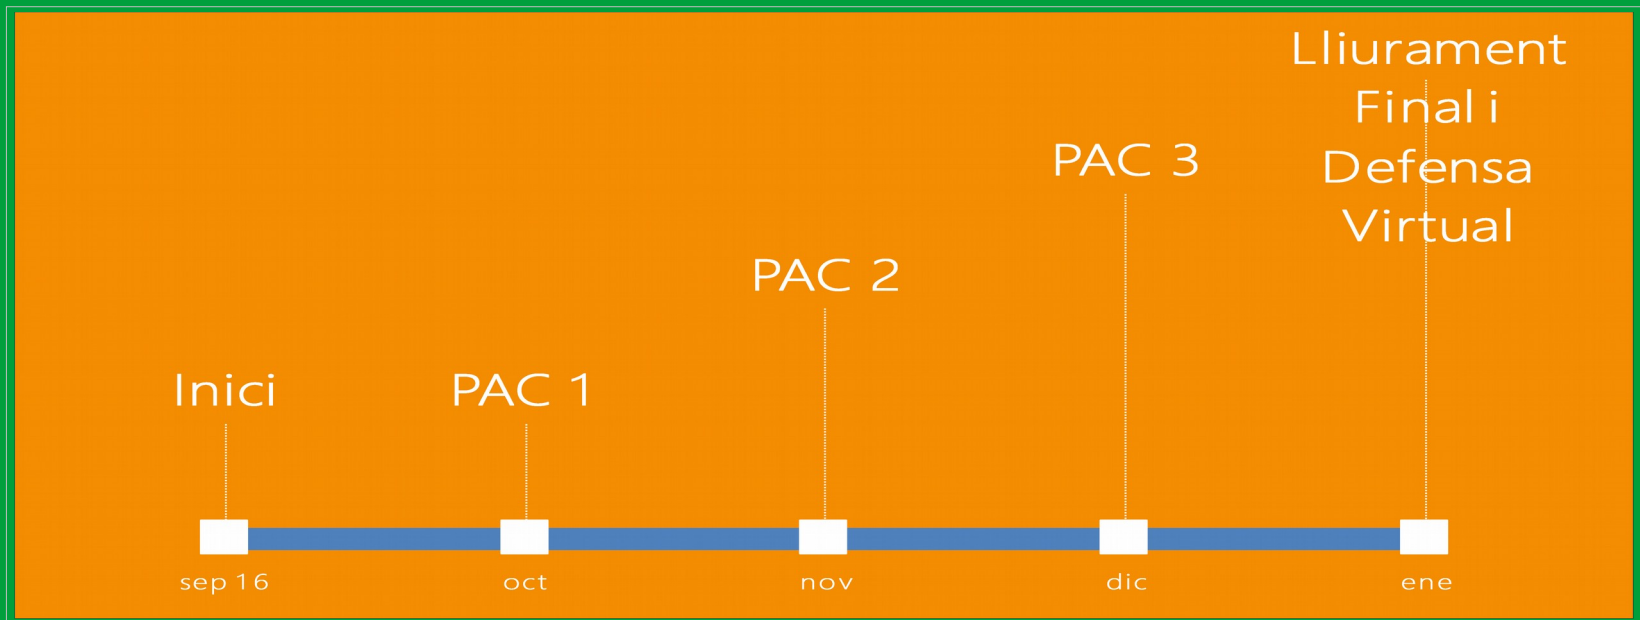 Lliurament
Final i
Defensa
Virtual
PAC 3
PAC 2
Inici
PAC 1
sep 16
oct
nov
dic
ene